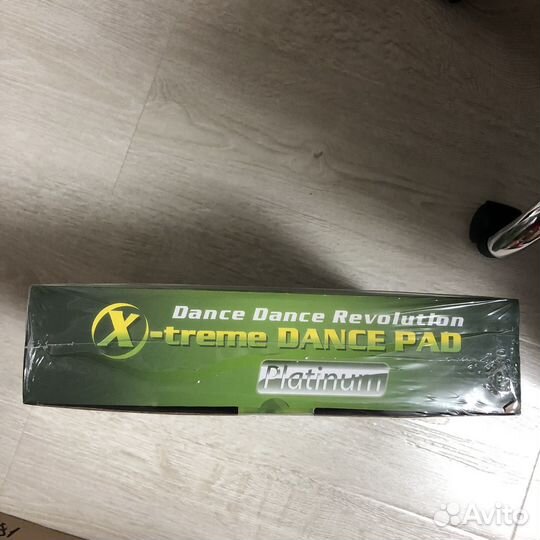 Dance Dance Revolution
X-treme DANCE PAD
Platinum
Avito